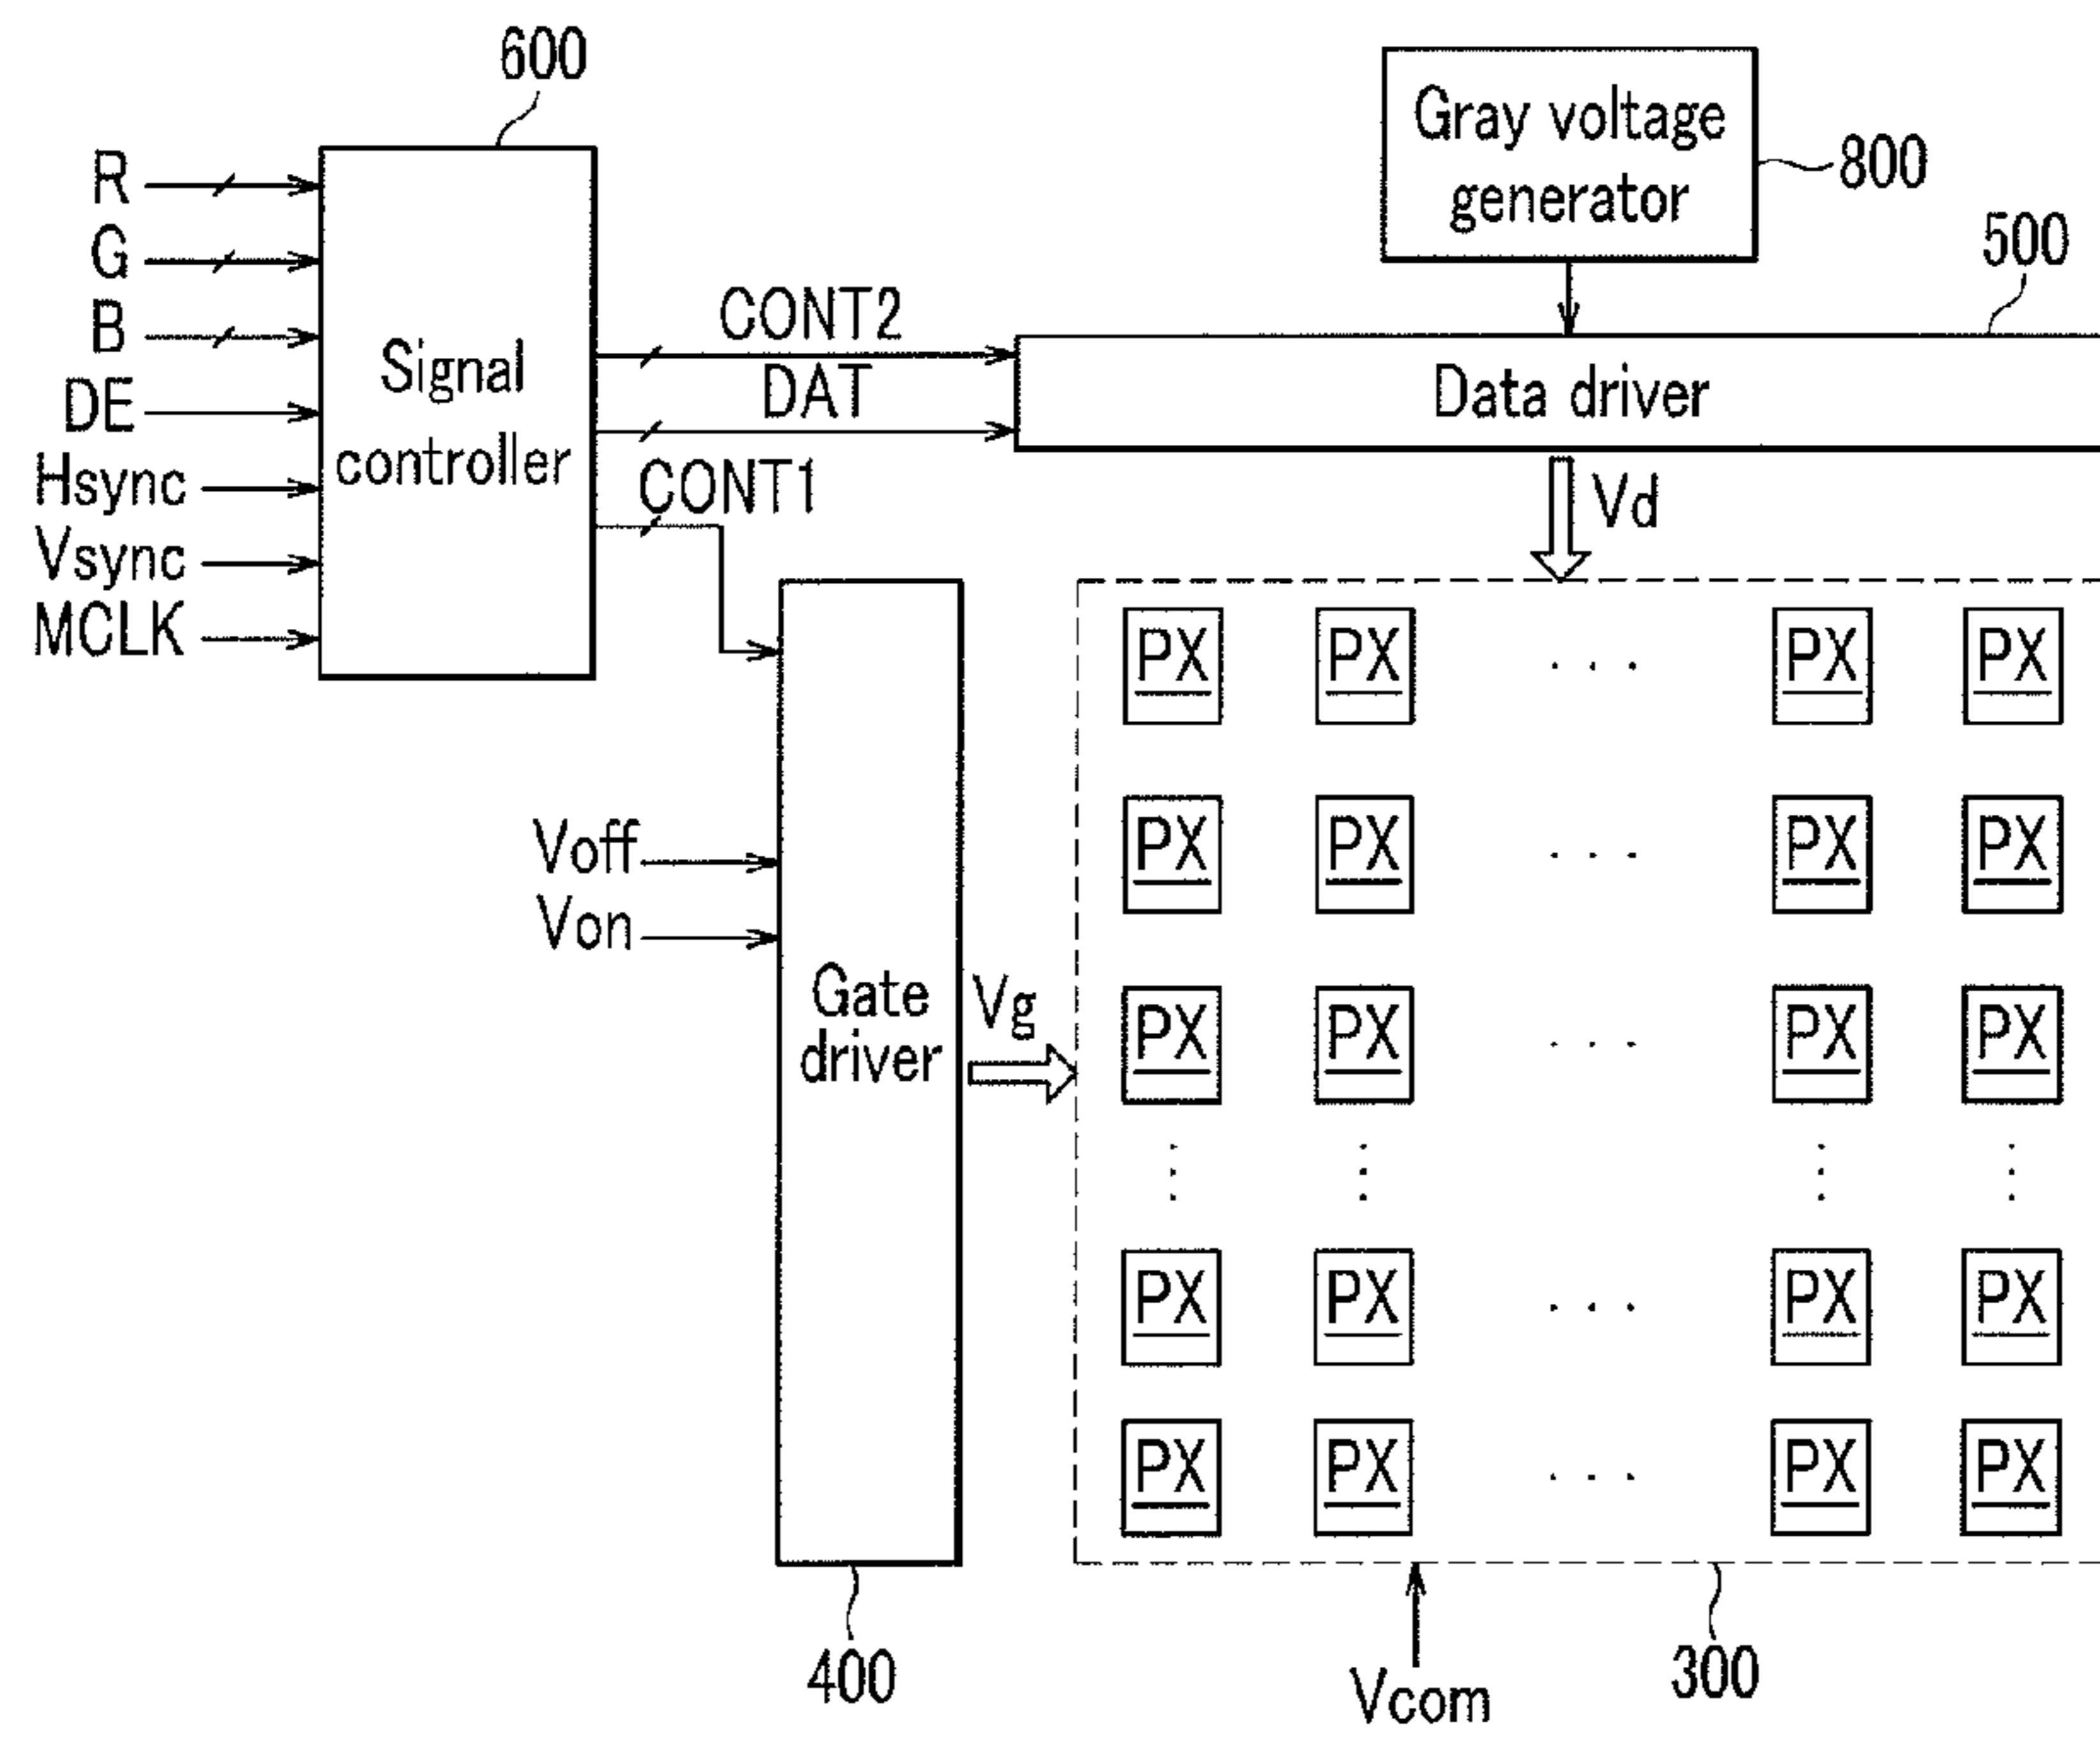 600
R
G
B
DE
Hsync
Vsync
MCLK
Signal
controller
CONT2
DAT
CONT1
Gray voltage
generator
800
500
Data driver
Vd
Voff
Von
Gate
driver
Vg
PX PX ... PX PX
PX PX ... PX PX
PX PX ... PX PX
PX PX ... PX PX
PX PX ... PX PX
400
Vcom
300